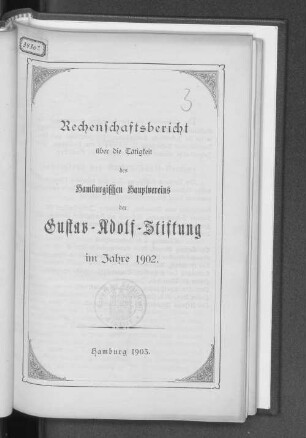 3
Rechenschaftsbericht
über die Tätigkeit
des
Hamburgischen Hauptvereins
der
Gustav-Adolf-Stiftung
im Jahre 1902.
Hamburg 1903.